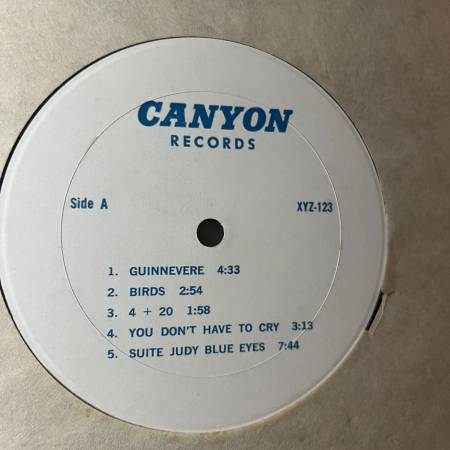 CANYON
RECORDS
Side A XYZ-123
1. GUINNEVERE 4:33
2. BIRDS 2:54
3. 4 + 20 1:58
4. YOU DON'T HAVE TO CRY 3:13
5. SUITE JUDY BLUE EYES 7:44